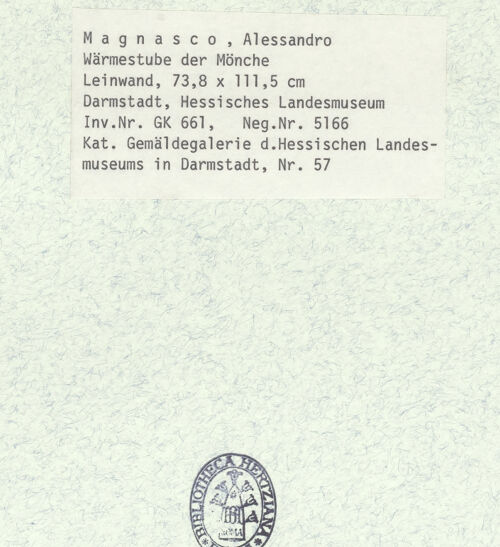 M a g n a s c o , Alessandro
Wärmestube der Mönche
Leinwand, 73,8 x 111,5 cm
Darmstadt, Hessisches Landesmuseum
Inv.Nr. GK 661,   Neg.Nr. 5166
Kat. Gemäldegalerie d.Hessischen Landes-
museums in Darmstadt, Nr. 57
BIBLIOTHECA HERTZIANA
ROMA